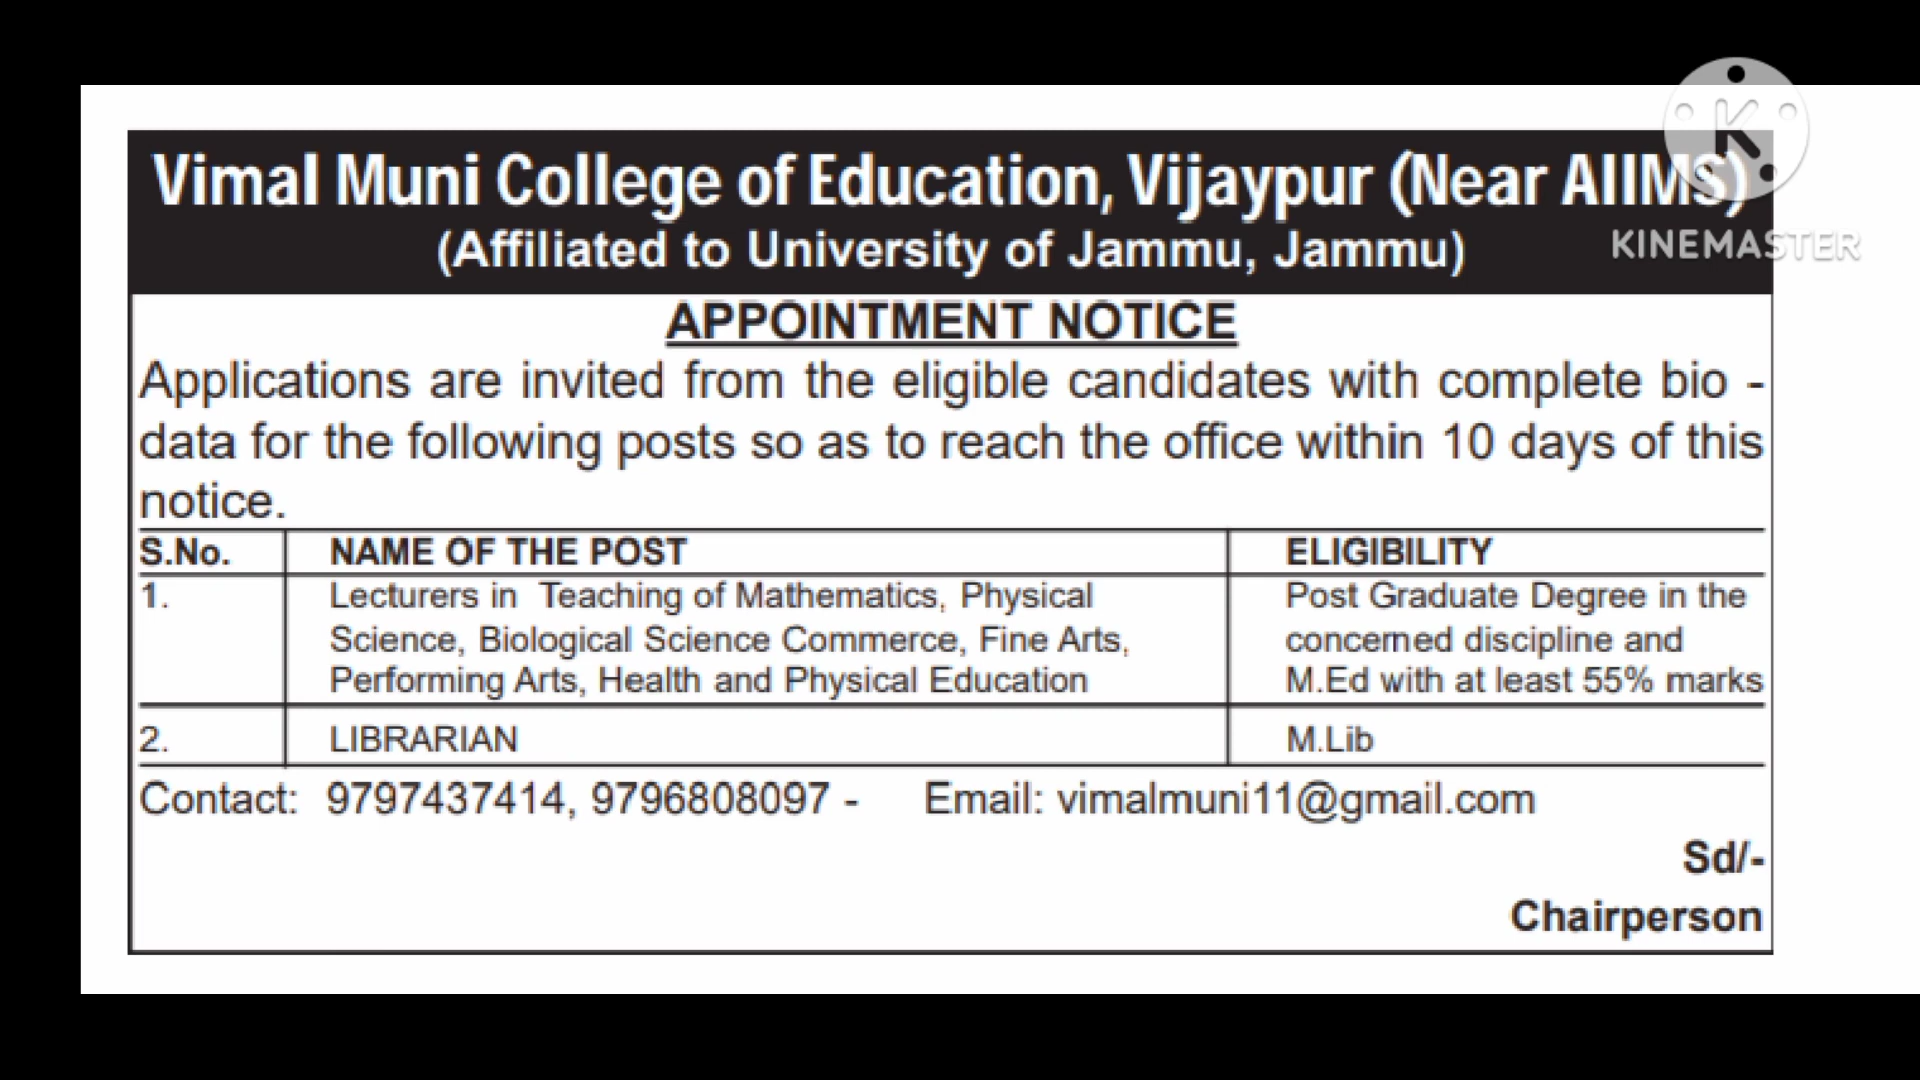 Vimal Muni College of Education, Vijaypur (Near AIIMS)
(Affiliated to University of Jammu, Jammu)
KINEMASTER
APPOINTMENT NOTICE
Applications are invited from the eligible candidates with complete bio -
data for the following posts so as to reach the office within 10 days of this
notice.
S.No. NAME OF THE POST ELIGIBILITY
1. Lecturers in Teaching of Mathematics, Physical Post Graduate Degree in the
Science, Biological Science Commerce, Fine Arts, concerned discipline and
Performing Arts, Health and Physical Education M.Ed with at least 55% marks
2. LIBRARIAN M.Lib
Contact: 9797437414, 9796808097 - Email: vimalmuni11@gmail.com
Sd/-
Chairperson